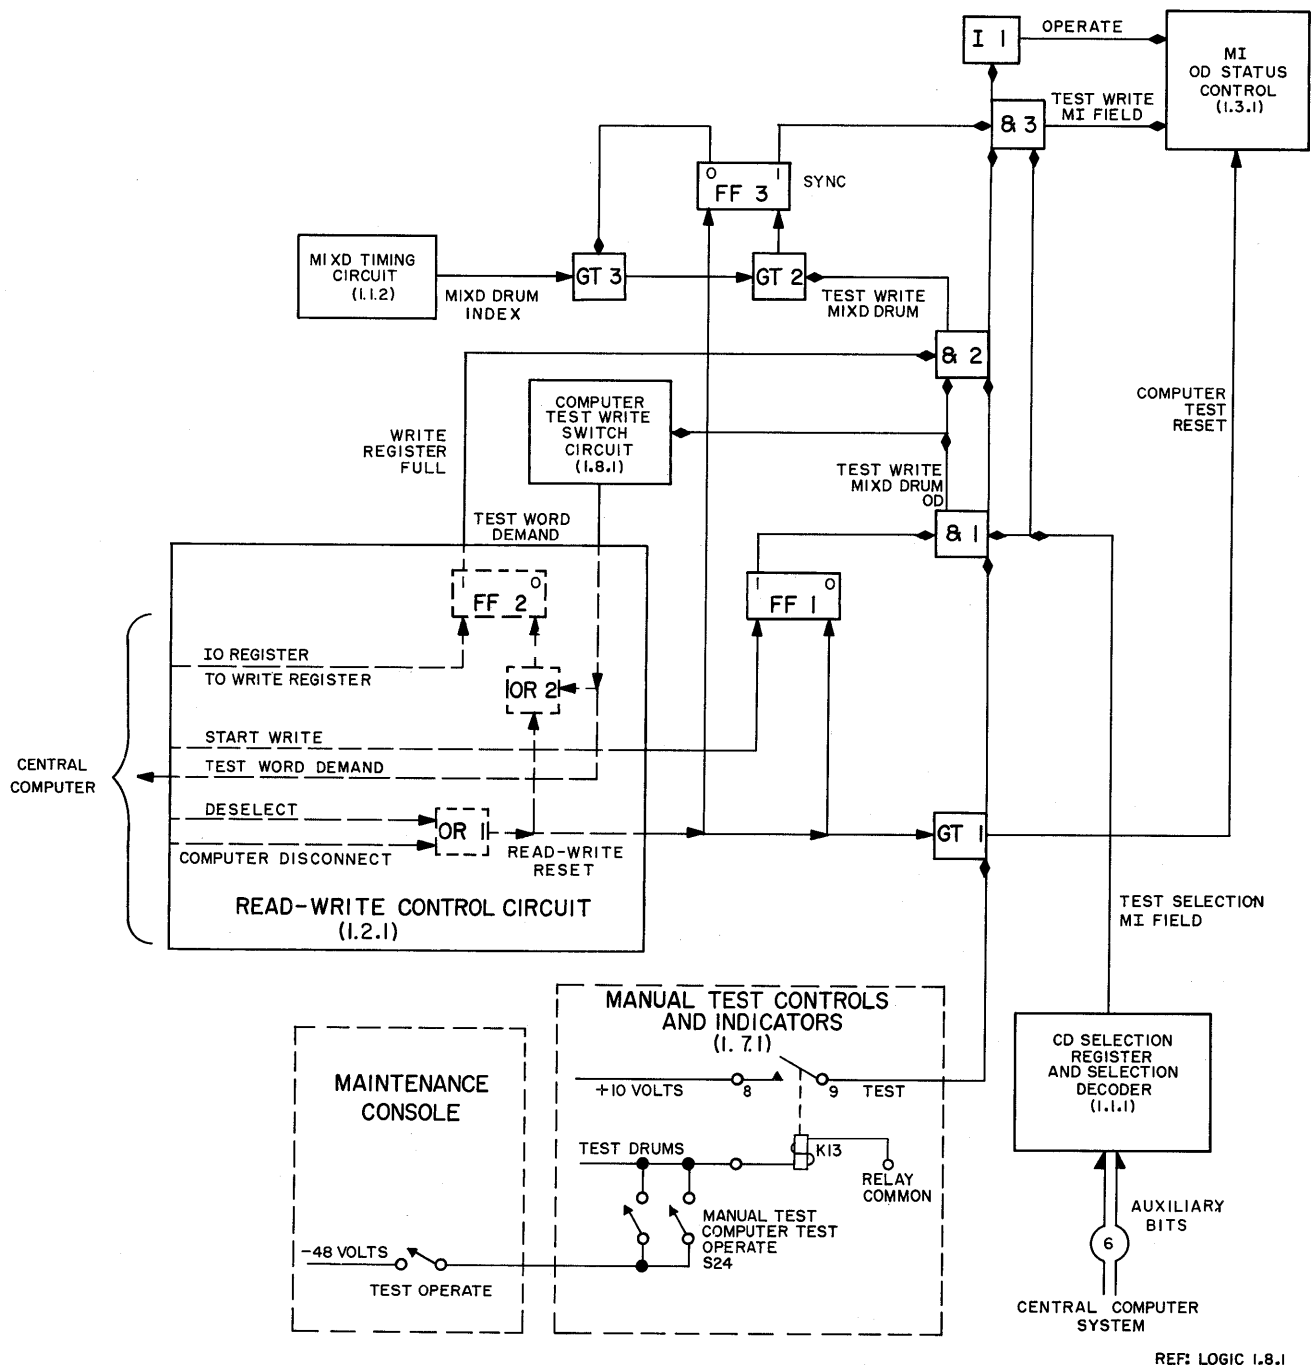 I 1
OPERATE
MI
OD STATUS
CONTROL
(1.3.1)
TEST WRITE
MI FIELD
& 3
0
1
FF 3
SYNC
MIXD TIMING
CIRCUIT
(1.1.2)
MIXD DRUM
INDEX
GT 3
GT 2
TEST WRITE
MIXD DRUM
& 2
COMPUTER
TEST WRITE
SWITCH
CIRCUIT
(1.8.1)
COMPUTER
TEST
RESET
WRITE
REGISTER
FULL
TEST WRITE
MIXD DRUM
OD
TEST WORD
DEMAND
& 1
1
0
FF 2
1
0
FF 1
IO REGISTER
TO WRITE REGISTER
OR 2
START WRITE
TEST WORD DEMAND
CENTRAL
COMPUTER
DESELECT
OR 1
COMPUTER DISCONNECT
READ-WRITE
RESET
GT 1
READ-WRITE CONTROL CIRCUIT
(1.2.1)
TEST SELECTION
MI FIELD
MANUAL TEST CONTROLS
AND INDICATORS
(1.7.1)
MAINTENANCE
CONSOLE
+10 VOLTS
8
9
TEST
CD SELECTION
REGISTER
AND SELECTION
DECODER
(1.1.1)
TEST DRUMS
K13
RELAY
COMMON
MANUAL TEST
COMPUTER TEST
OPERATE
S24
-48 VOLTS
TEST OPERATE
AUXILIARY
BITS
6
CENTRAL COMPUTER
SYSTEM
REF: LOGIC 1.8.1